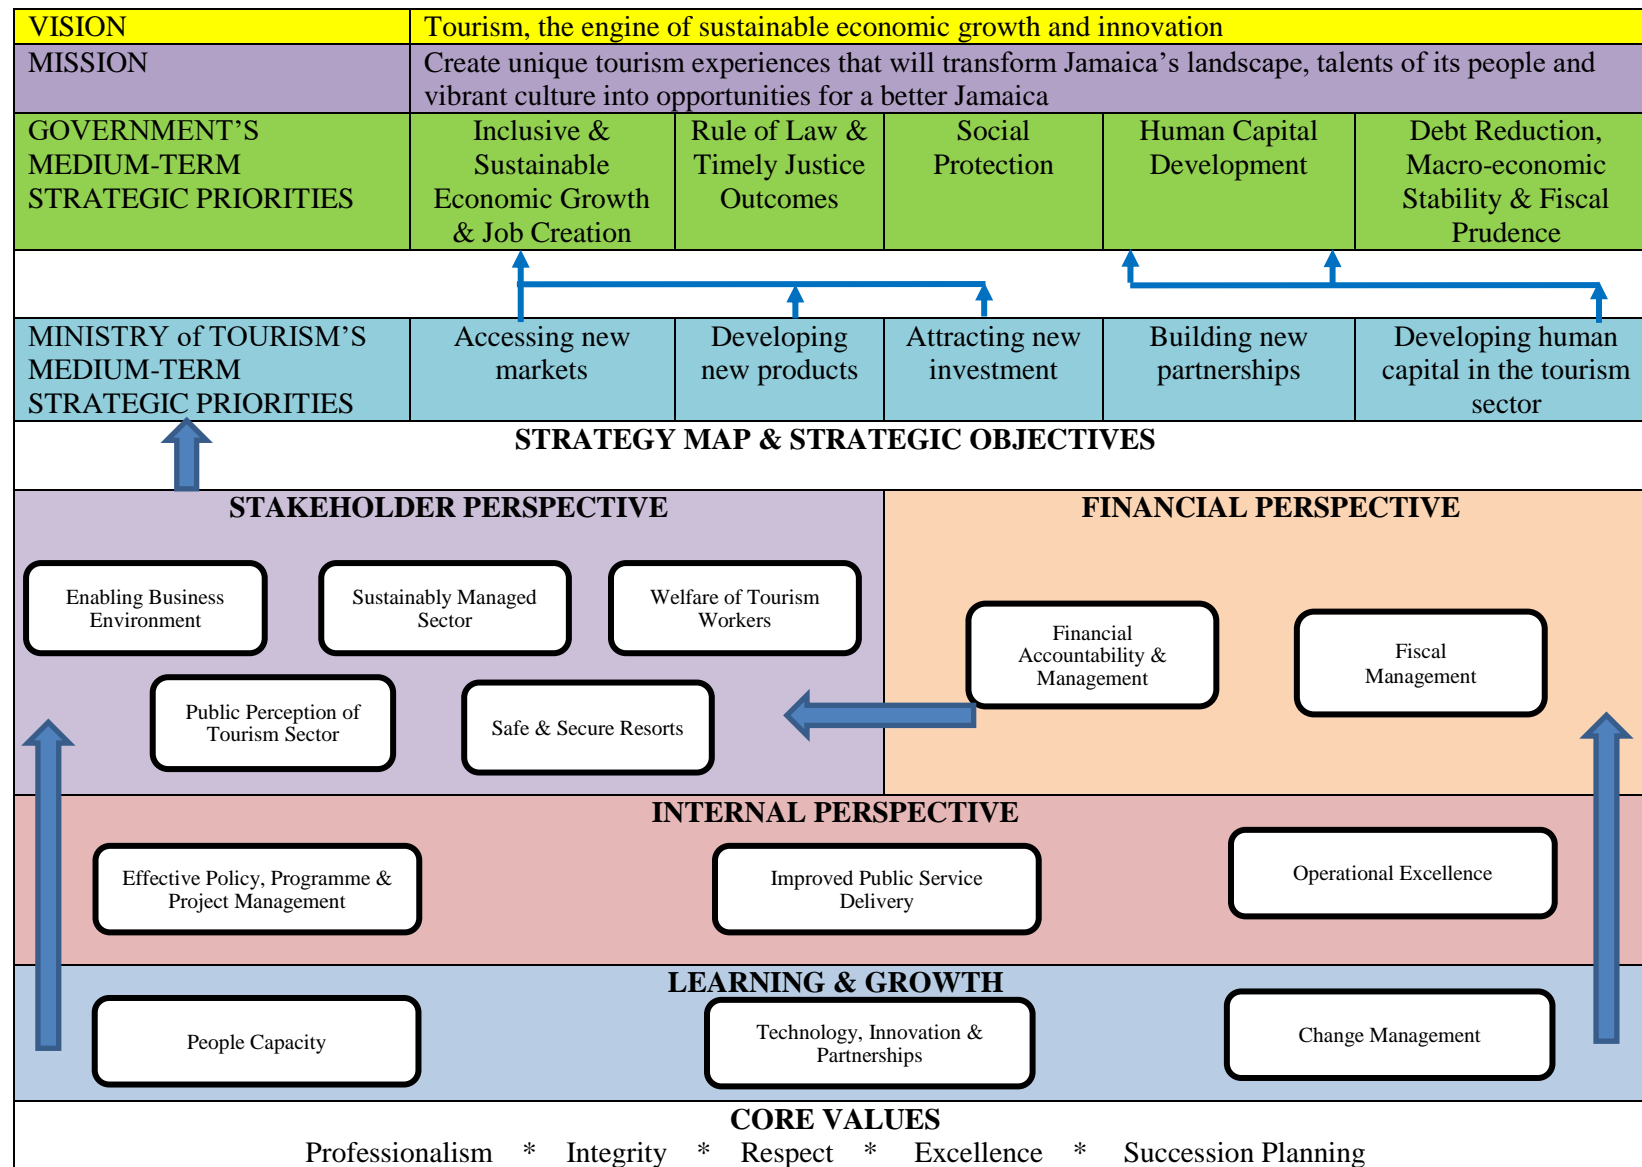 VISION
Tourism, the engine of sustainable economic growth and innovation
MISSION
Create unique tourism experiences that will transform Jamaica’s landscape, talents of its people and
vibrant culture into opportunities for a better Jamaica
GOVERNMENT’S
MEDIUM-TERM
STRATEGIC PRIORITIES
Inclusive &
Sustainable
Economic Growth
& Job Creation
Rule of Law &
Timely Justice
Outcomes
Social
Protection
Human Capital
Development
Debt Reduction,
Macro-economic
Stability & Fiscal
Prudence
MINISTRY of TOURISM’S
MEDIUM-TERM
STRATEGIC PRIORITIES
Accessing new
markets
Developing
new products
Attracting new
investment
Building new
partnerships
Developing human
capital in the tourism
sector
STRATEGY MAP & STRATEGIC OBJECTIVES
STAKEHOLDER PERSPECTIVE
Enabling Business
Environment
Sustainably Managed
Sector
Welfare of Tourism
Workers
Public Perception of
Tourism Sector
Safe & Secure Resorts
FINANCIAL PERSPECTIVE
Financial
Accountability &
Management
Fiscal
Management
INTERNAL PERSPECTIVE
Effective Policy, Programme &
Project Management
Improved Public Service
Delivery
Operational Excellence
LEARNING & GROWTH
People Capacity
Technology, Innovation &
Partnerships
Change Management
CORE VALUES
Professionalism * Integrity * Respect * Excellence * Succession Planning